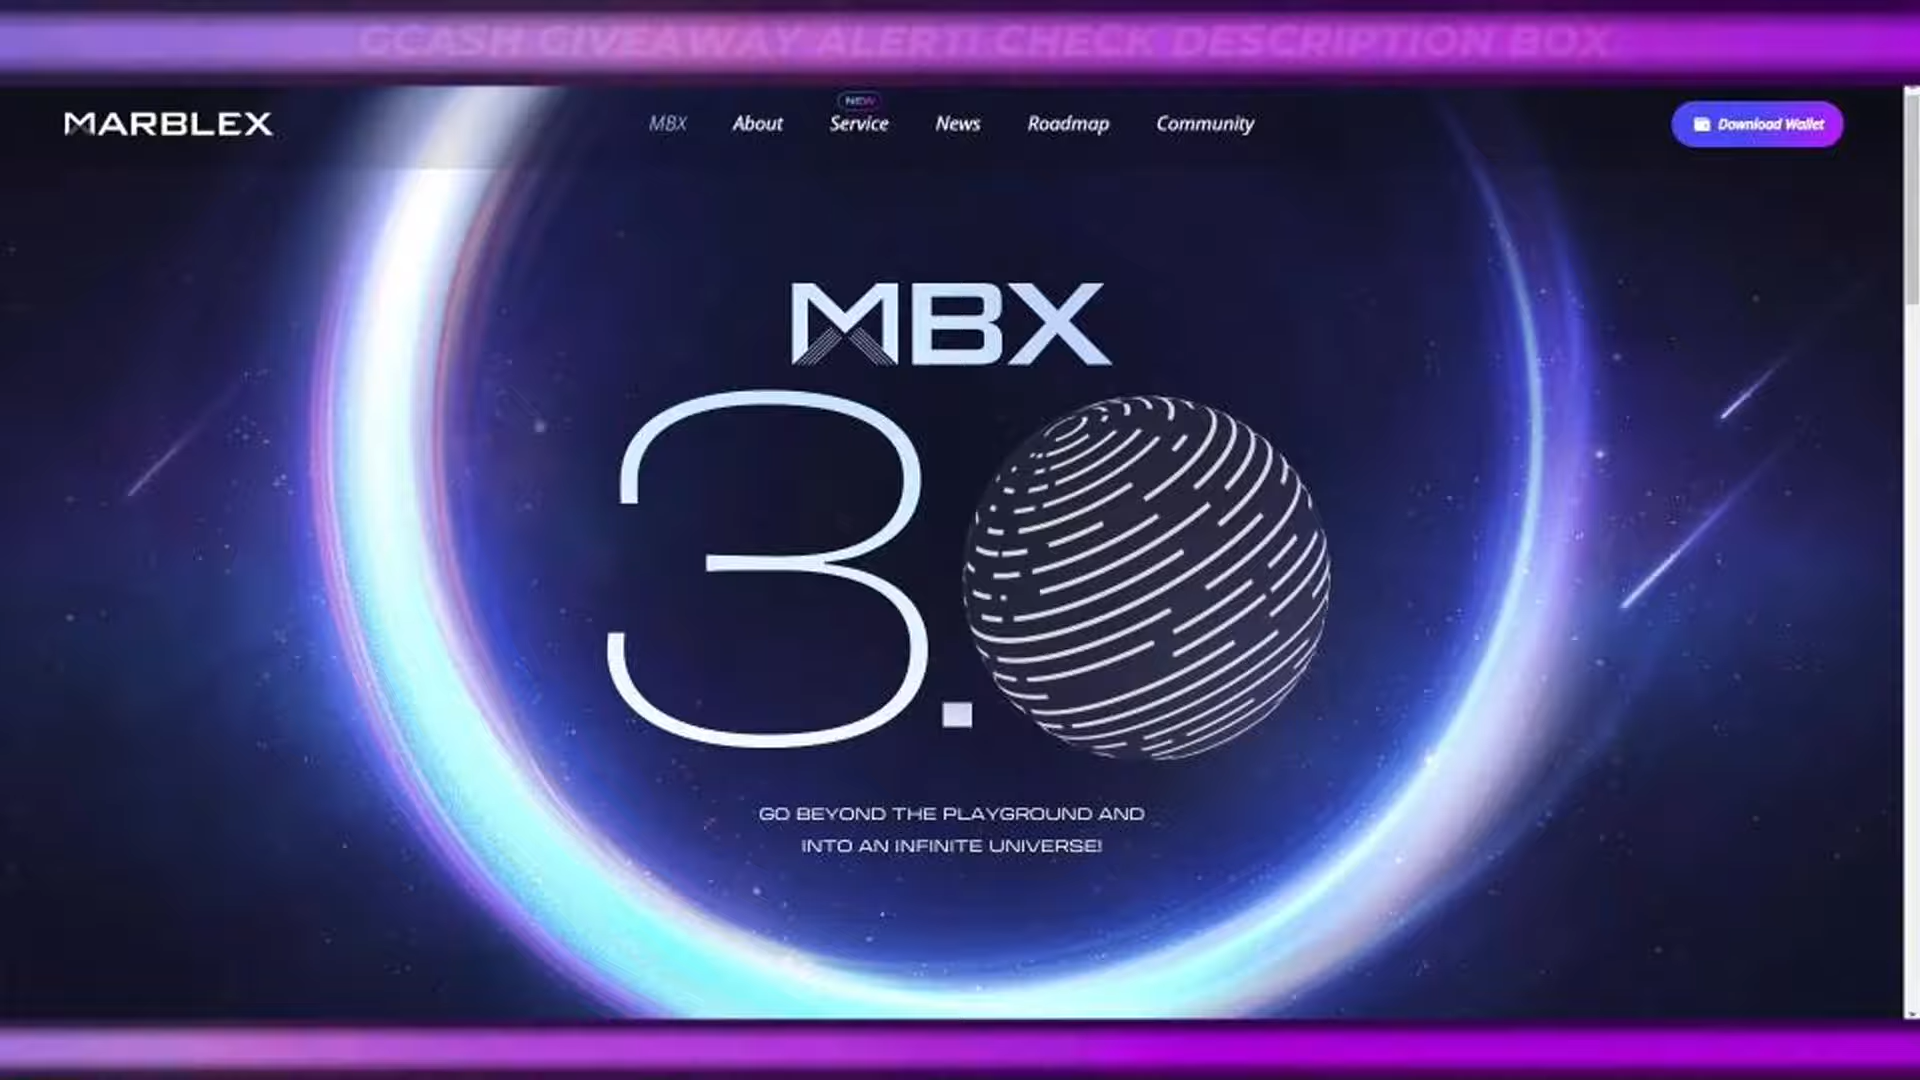 GCASH GIVEAWAY ALERT! CHECK DESCRIPTION BOX
MARBLEX
MBX
About
NEW
Service
News
Roadmap
Community
Download Wallet
MBX
3.0
GO BEYOND THE PLAYGROUND AND
INTO AN INFINITE UNIVERSE!